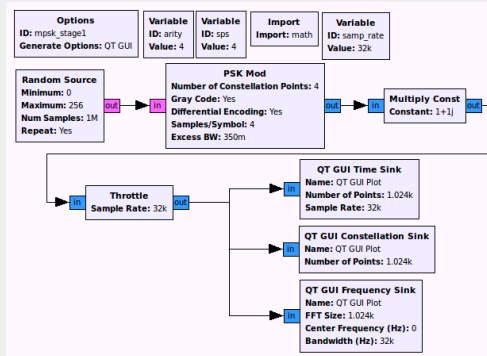 Options
ID: mpsk_stage1
Generate Options: QT GUI
Variable
ID: arity
Value: 4
Variable
ID: sps
Value: 4
Import
Import: math
Variable
ID: samp_rate
Value: 32k
Random Source
Minimum: 0
Maximum: 256
Num Samples: 1M
Repeat: Yes
out
in
PSK Mod
Number of Constellation Points: 4
Gray Code: Yes
Differential Encoding: Yes
Samples/Symbol: 4
Excess BW: 350m
out
in
Multiply Const
Constant: 1+1j
out
in
Throttle
Sample Rate: 32k
out
in
QT GUI Time Sink
Name: QT GUI Plot
Number of Points: 1.024k
Sample Rate: 32k
in
QT GUI Constellation Sink
Name: QT GUI Plot
Number of Points: 1.024k
in
QT GUI Frequency Sink
Name: QT GUI Plot
FFT Size: 1.024k
Center Frequency (Hz): 0
Bandwidth (Hz): 32k